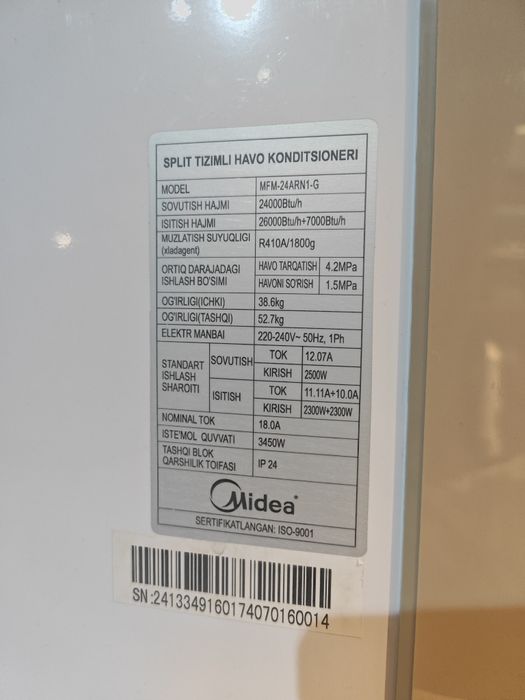 SPLIT TIZIMLI HAVO KONDITSIONERI
MODEL MFM-24ARN1-G
SOVUTISH HAJMI 24000Btu/h
ISITISH HAJMI 26000Btu/h+7000Btu/h
MUZLATISH SUYUQLIGI
(xladagent) R410A/1800g
ORTIQ DARAJADAGI
ISHLASH BO'SIMI
HAVO TARQATISH 4.2MPa
HAVONI SO'RISH 1.5MPa
OG'IRLIGI(ICHKI) 38.6kg
OG'IRLIGI(TASHQI) 52.7kg
ELEKTR MANBAI 220-240V~ 50Hz, 1Ph
STANDART
ISHLASH
SHAROITI
SOVUTISH
TOK 12.07A
KIRISH 2500W
ISITISH
TOK 11.11A+10.0A
KIRISH 2300W+2300W
NOMINAL TOK 18.0A
ISTE'MOL QUVVATI 3450W
TASHQI BLOK
QARSHILIK TOIFASI IP 24
Midea
SERTIFIKATLANGAN: ISO-9001
SN:2413349160174070160014